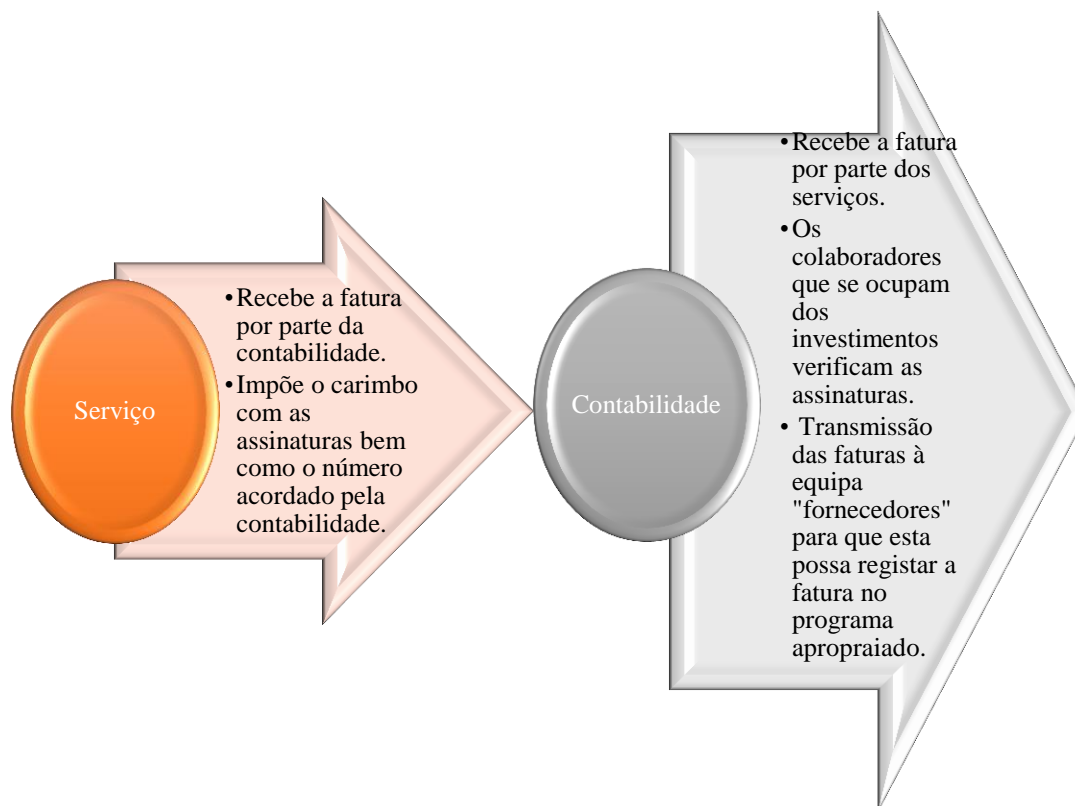 Serviço
•Recebe a fatura
por parte da
contabilidade.
•Impõe o carimbo
com as
assinaturas bem
como o número
acordado pela
contabilidade.
Contabilidade
•Recebe a fatura
por parte dos
serviços.
•Os
colaboradores
que se ocupam
dos
investimentos
verificam as
assinaturas.
• Transmissão
das faturas à
equipa
"fornecedores"
para que esta
possa registar a
fatura no
programa
apropraiado.